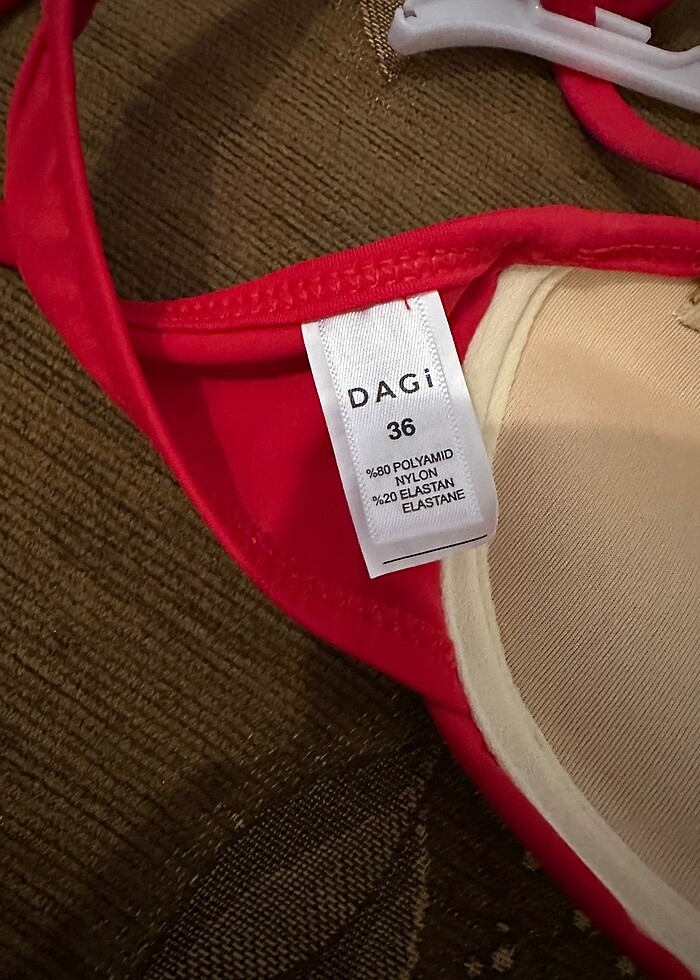 DAGi
36
%80 POLYAMID
NYLON
%20 ELASTAN
ELASTANE